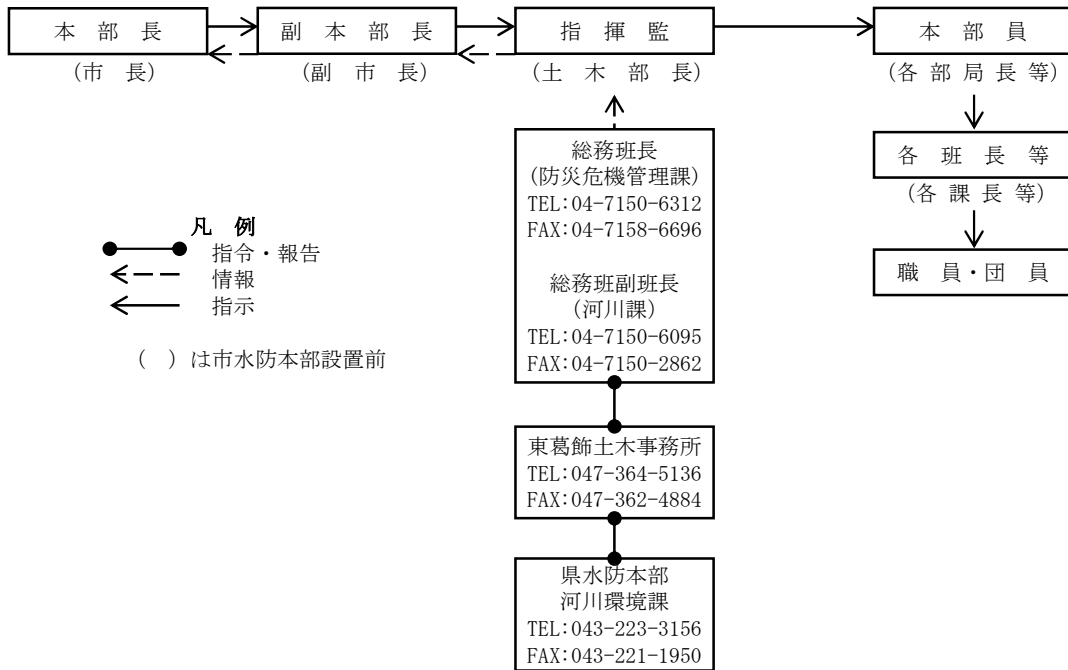 本 部 長
副 本 部 長
指 揮 監
本 部 員
(市 長)
(副 市 長)
(土 木 部 長)
(各 部 局 長 等)
総務班長
(防災危機管理課)
TEL:04-7150-6312
FAX:04-7158-6696
総務班副班長
(河川課)
TEL:04-7150-6095
FAX:04-7150-2862
各 班 長 等
(各 課 長 等)
職 員・団 員
凡 例
指令・報告
情報
指示
( )は市水防本部設置前
東葛飾土木事務所
TEL:047-364-5136
FAX:047-362-4884
県水防本部
河川環境課
TEL:043-223-3156
FAX:043-221-1950